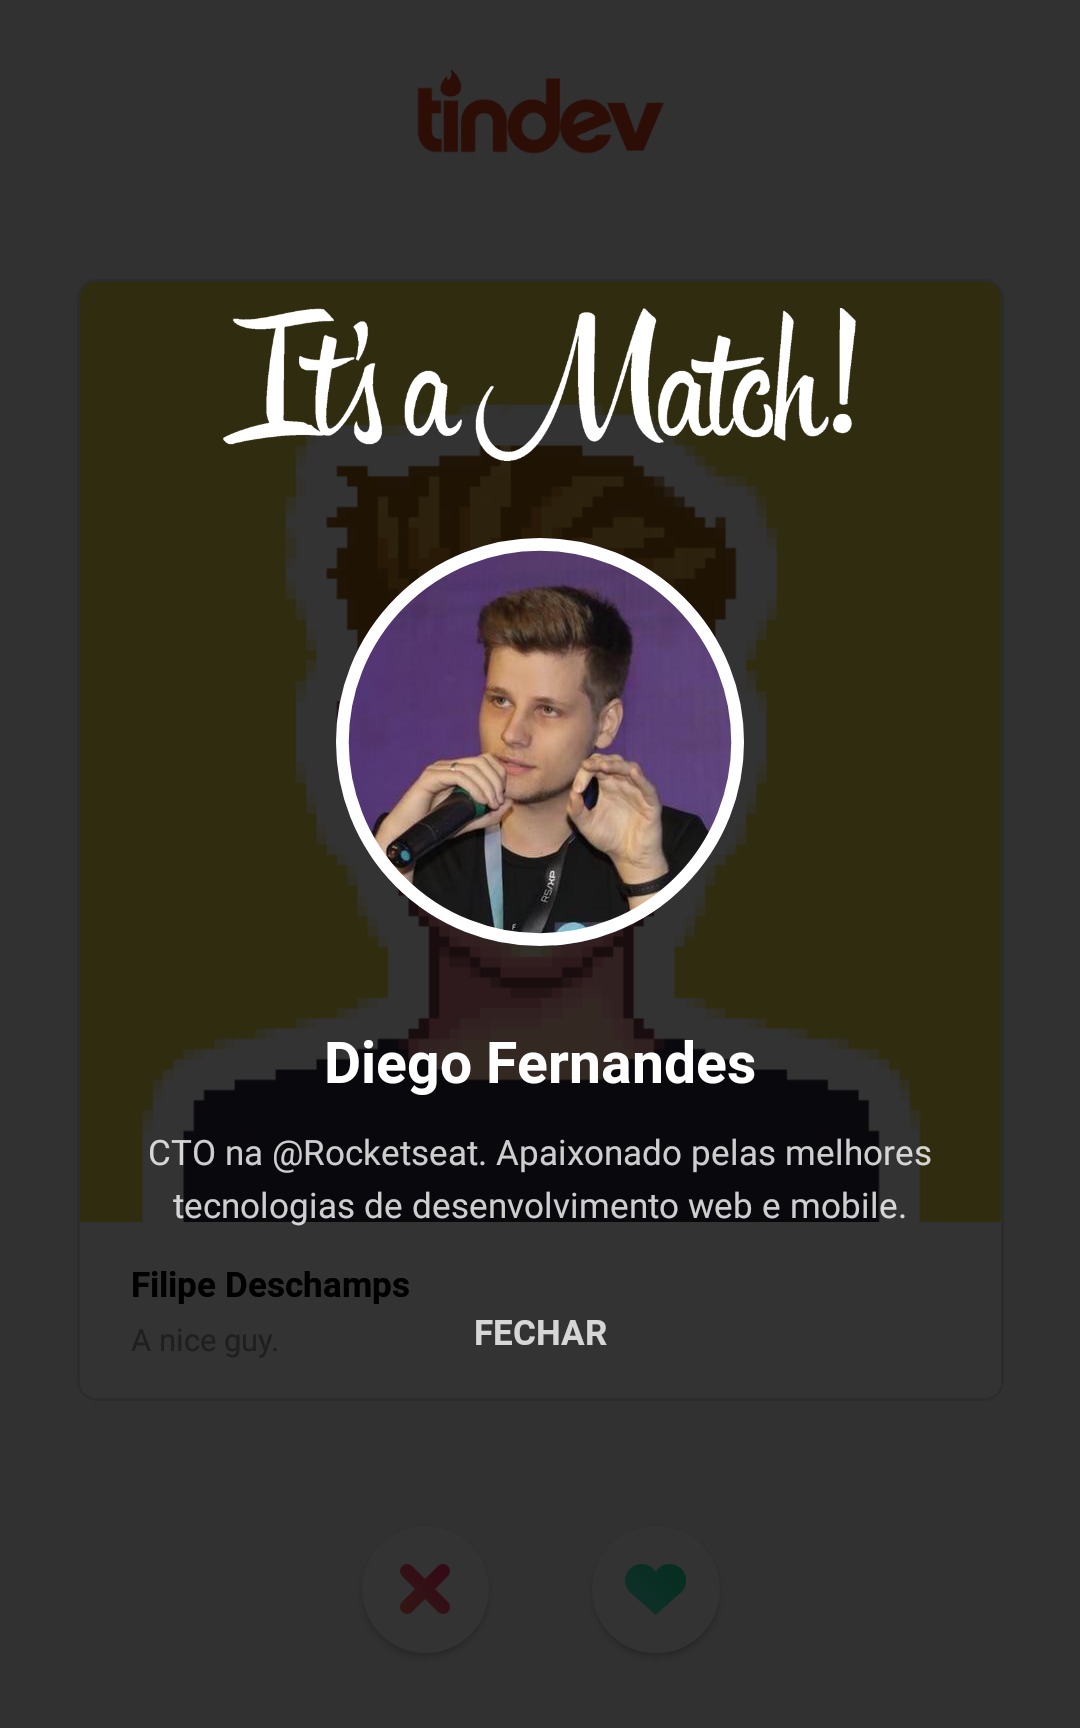 tindev
It's a Match!
RS/XP
Diego Fernandes
CTO na @Rocketseat. Apaixonado pelas melhores
tecnologias de desenvolvimento web e mobile.
Filipe Deschamps
A nice guy.
FECHAR